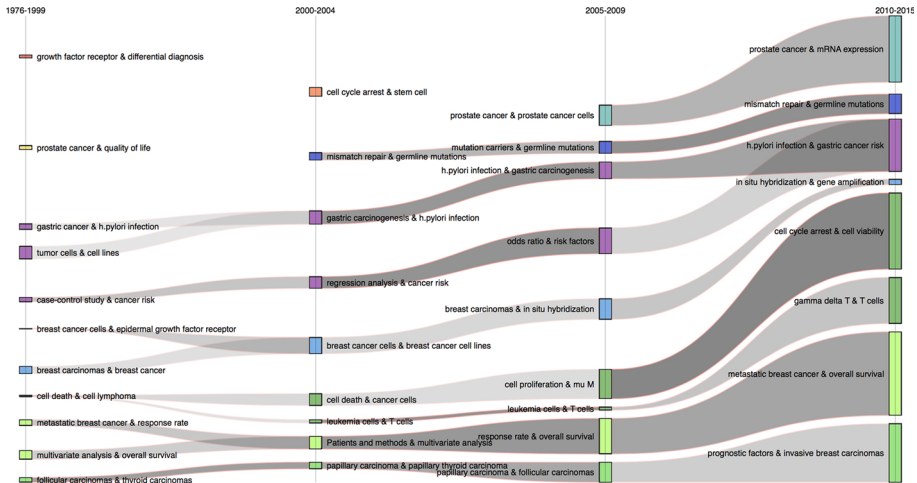 1976-1999
2000-2004
2005-2009
2010-2015
growth factor receptor & differential diagnosis
prostate cancer & quality of life
gastric cancer & h.pylori infection
tumor cells & cell lines
case-control study & cancer risk
breast cancer cells & epidermal growth factor receptor
breast carcinomas & breast cancer
cell death & cell lymphoma
metastatic breast cancer & response rate
multivariate analysis & overall survival
follicular carcinomas & thyroid carcinomas
cell cycle arrest & stem cell
mismatch repair & germline mutations
gastric carcinogenesis & h.pylori infection
regression analysis & cancer risk
breast cancer cells & breast cancer cell lines
cell death & cancer cells
leukemia cells & T cells
Patients and methods & multivariate analysis
papillary carcinoma & papillary thyroid carcinoma
prostate cancer & prostate cancer cells
mutation carriers & germline mutations
h.pylori infection & gastric carcinogenesis
odds ratio & risk factors
breast carcinomas & in situ hybridization
cell proliferation & mu M
leukemia cells & T cells
response rate & overall survival
papillary carcinoma & follicular carcinomas
prostate cancer & mRNA expression
mismatch repair & germline mutations
h.pylori infection & gastric cancer risk
in situ hybridization & gene amplification
cell cycle arrest & cell viability
gamma delta T & T cells
metastatic breast cancer & overall survival
prognostic factors & invasive breast carcinomas